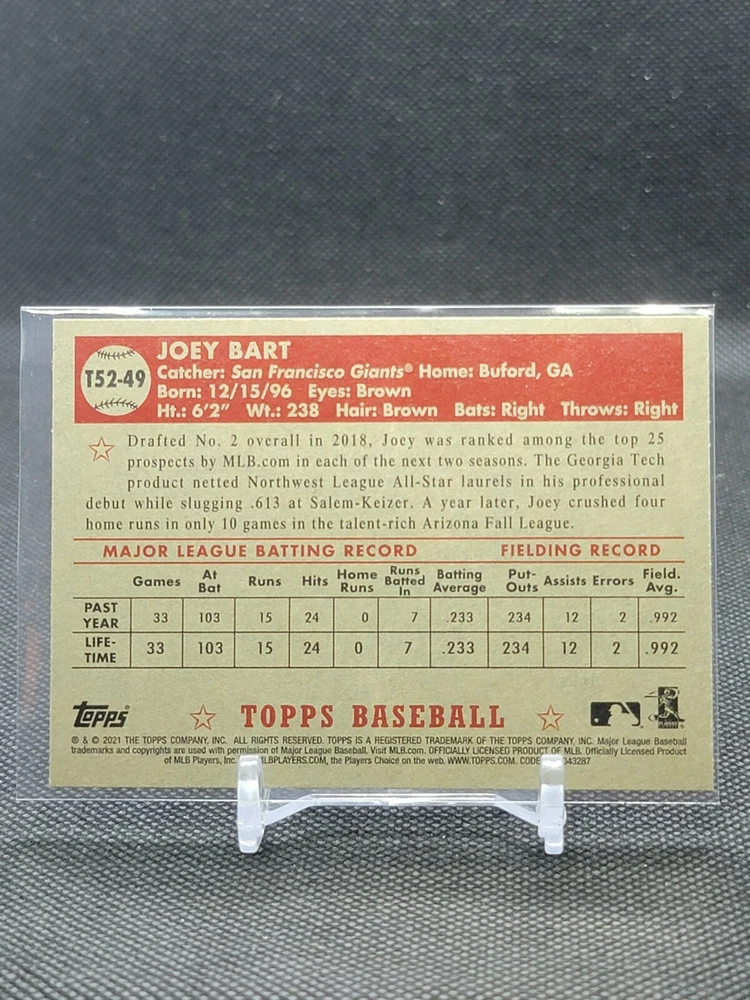 T52-49
JOEY BART
Catcher: San Francisco Giants® Home: Buford, GA
Born: 12/15/96 Eyes: Brown
Ht.: 6'2" Wt.: 238 Hair: Brown Bats: Right Throws: Right
Drafted No. 2 overall in 2018, Joey was ranked among the top 25
prospects by MLB.com in each of the next two seasons. The Georgia Tech
product netted Northwest League All-Star laurels in his professional
debut while slugging .613 at Salem-Keizer. A year later, Joey crushed four
home runs in only 10 games in the talent-rich Arizona Fall League.
MAJOR LEAGUE BATTING RECORD FIELDING RECORD
Games At Bat Runs Hits Home Runs Runs Batted In Batting Average Put-Outs Assists Errors Field. Avg.
PAST YEAR 33 103 15 24 0 7 .233 234 12 2 .992
LIFE-TIME 33 103 15 24 0 7 .233 234 12 2 .992
topps TOPPS BASEBALL
® & © 2021 THE TOPPS COMPANY, INC. ALL RIGHTS RESERVED. TOPPS IS A REGISTERED TRADEMARK OF THE TOPPS COMPANY, INC. Major League Baseball
trademarks and copyrights are used with permission of Major League Baseball. Visit MLB.com. OFFICIALLY LICENSED PRODUCT OF MLB. Officially Licensed Product
of MLB Players, Inc. MLBPLAYERS.COM, the Players Choice on the web. WWW.TOPPS.COM. CODE 43287